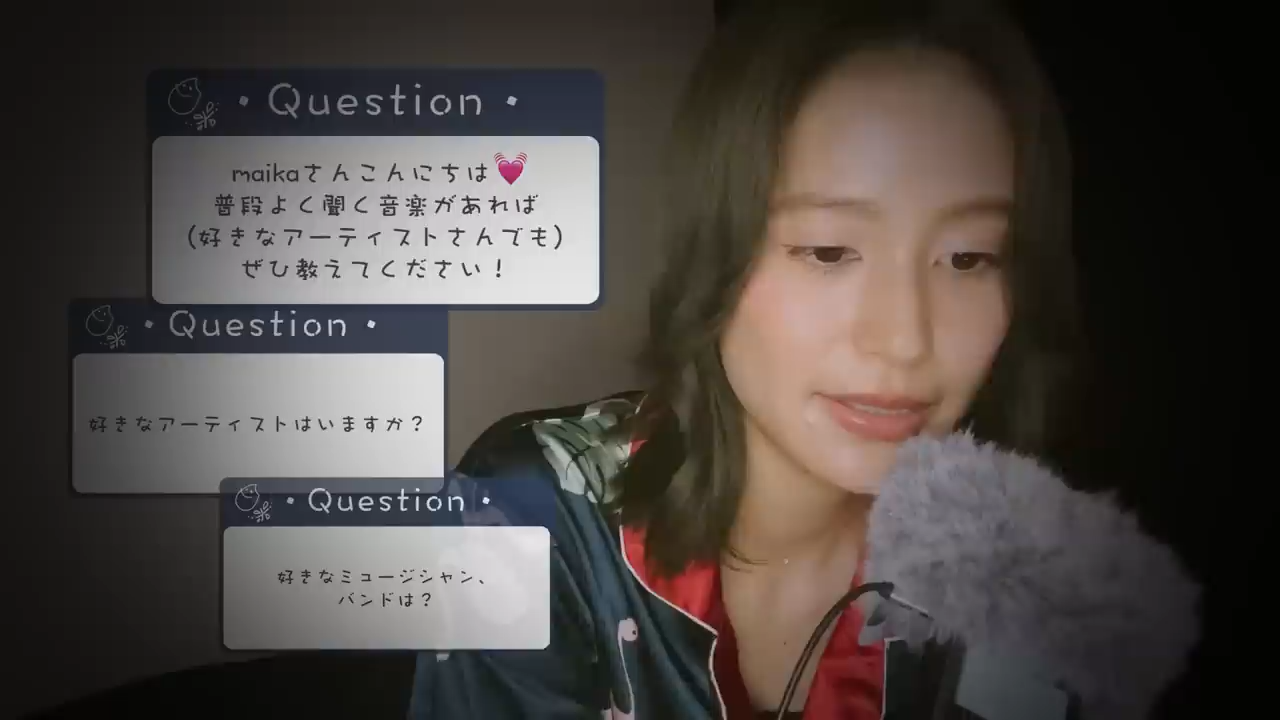 ・Question・
maikaさんこんにちは💓
普段よく聞く音楽があれば
(好きなアーティストさんでも)
ぜひ教えてください！
・Question・
好きなアーティストはいますか？
・Question・
好きなミュージシャン、
バンドは？